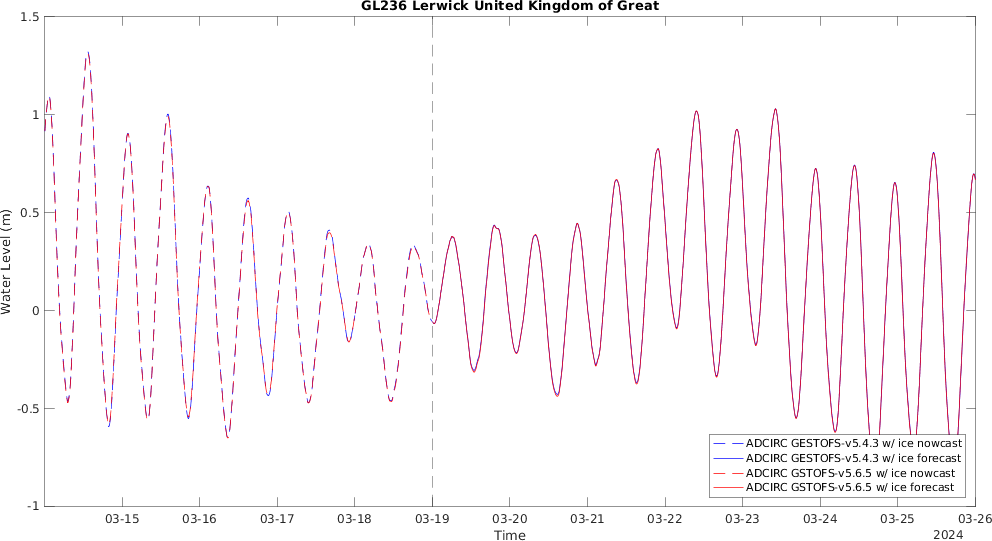 GL236 Lerwick United Kingdom of Great
1.5
1
0.5
0
-0.5
-1
Water Level (m)
ADCIRC GESTOFS-v5.4.3 w/ ice nowcast
ADCIRC GESTOFS-v5.4.3 w/ ice forecast
ADCIRC GSTOFS-v5.6.5 w/ ice nowcast
ADCIRC GSTOFS-v5.6.5 w/ ice forecast
03-15 03-16 03-17 03-18 03-19 03-20 03-21 03-22 03-23 03-24 03-25 03-26
Time
2024